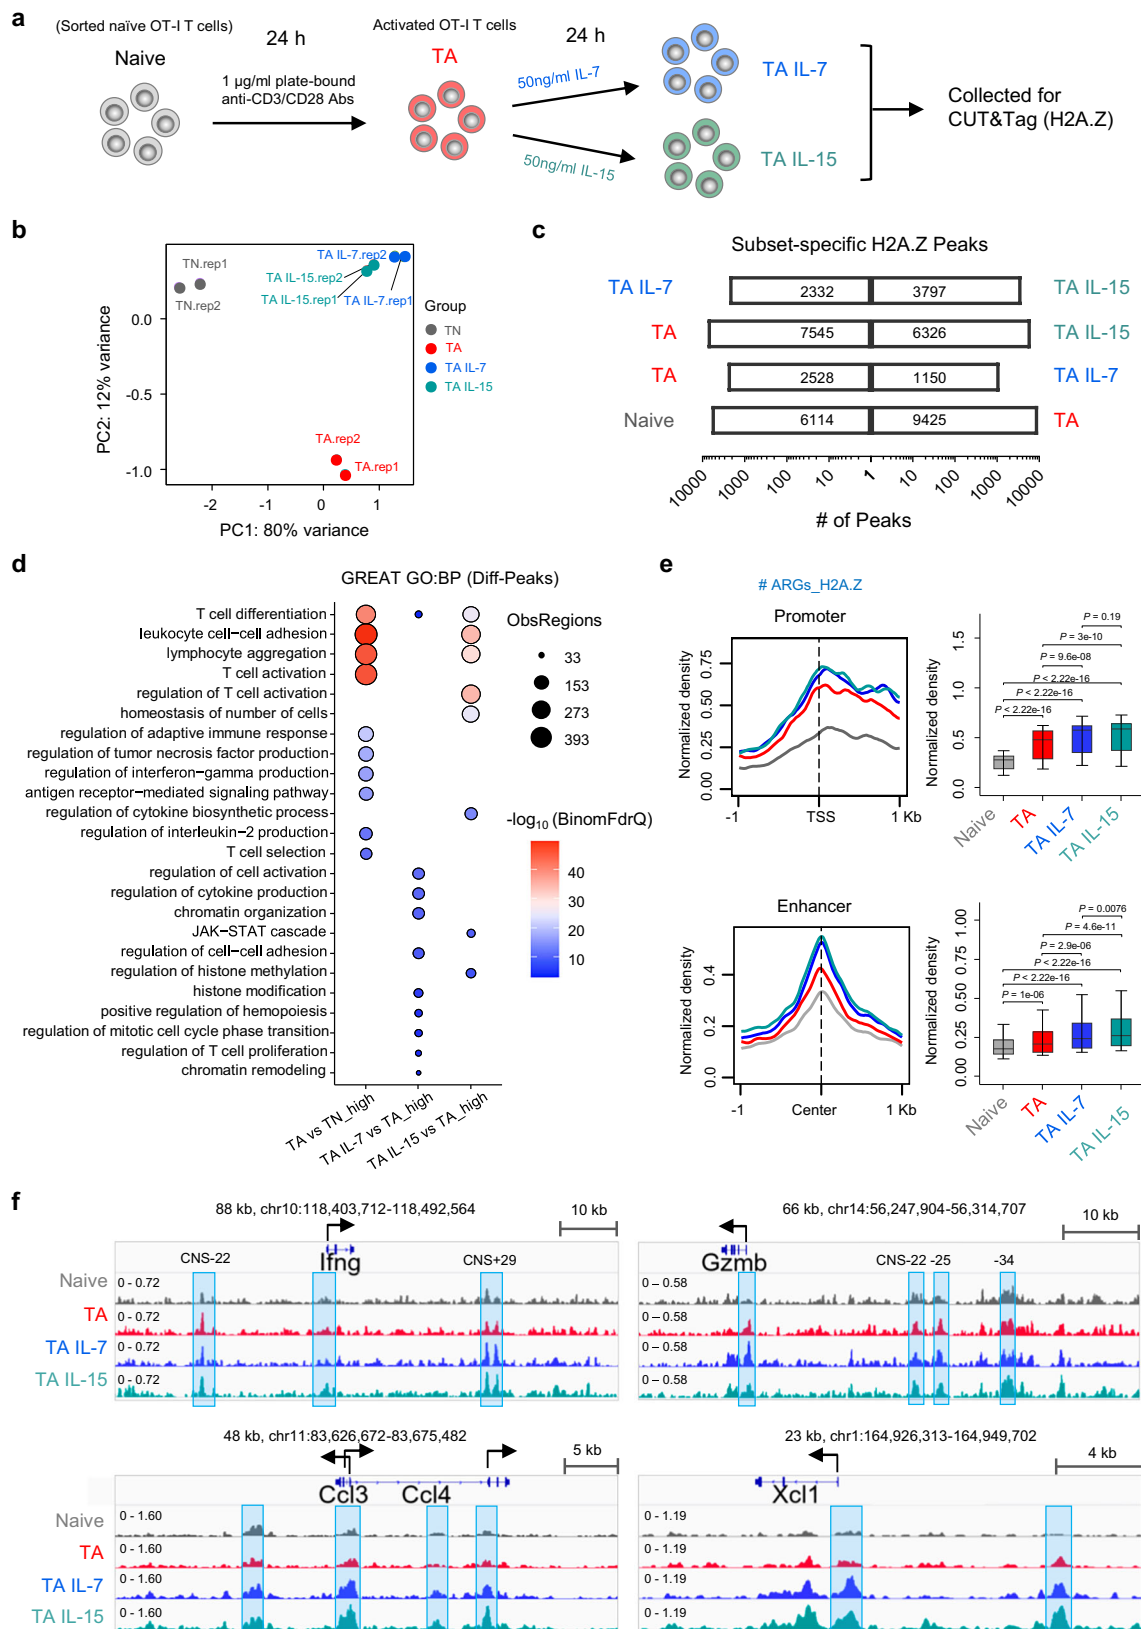 a
(Sorted naïve OT-I T cells)
Naive
24 h
1 µg/ml plate-bound
anti-CD3/CD28 Abs
Activated OT-I T cells
TA
24 h
50ng/ml IL-7
50ng/ml IL-15
TA IL-7
TA IL-15
Collected for
CUT&Tag (H2A.Z)
b
TN.rep1
TN.rep2
TA IL-7.rep2
TA IL-15.rep2
TA IL-15.rep1
TA IL-7.rep1
TA.rep2
TA.rep1
0.0
-0.5
-1.0
PC2: 12% variance
-2 -1 0 1
PC1: 80% variance
Group
TN
TA
TA IL-7
TA IL-15
c
Subset-specific H2A.Z Peaks
TA IL-7 2332 3797 TA IL-15
TA 7545 6326 TA IL-15
TA 2528 1150 TA IL-7
Naive 6114 9425 TA
10000 1000 100 10 1 10 100 1000 10000
# of Peaks
d
GREAT GO:BP (Diff-Peaks)
T cell differentiation
leukocyte cell-cell adhesion
lymphocyte aggregation
T cell activation
regulation of T cell activation
homeostasis of number of cells
regulation of adaptive immune response
regulation of tumor necrosis factor production
regulation of interferon-gamma production
antigen receptor-mediated signaling pathway
regulation of cytokine biosynthetic process
regulation of interleukin-2 production
T cell selection
regulation of cell activation
regulation of cytokine production
chromatin organization
JAK-STAT cascade
regulation of cell-cell adhesion
regulation of histone methylation
histone modification
positive regulation of hemopoiesis
regulation of mitotic cell cycle phase transition
regulation of T cell proliferation
chromatin remodeling
TA vs TN_high
TA IL-7 vs TA_high
TA IL-15 vs TA_high
ObsRegions
33
153
273
393
-log10 (BinomFdrQ)
40
30
20
10
e
# ARGs_H2A.Z
Promoter
Normalized density
0.75
0.50
0.25
0.00
-1 TSS 1 Kb
Normalized density
1.5
1.0
0.5
0.0
P = 0.19
P = 3e-10
P = 9.6e-08
P < 2.22e-16
P < 2.22e-16
P < 2.22e-16
Naive TA TA IL-7 TA IL-15
Enhancer
Normalized density
0.4
0.2
0.0
-1 Center 1 Kb
Normalized density
1.00
0.75
0.50
0.25
0.00
P = 0.0076
P = 4.6e-11
P = 2.9e-06
P < 2.22e-16
P < 2.22e-16
P = 1e-06
Naive TA TA IL-7 TA IL-15
f
88 kb, chr10:118,403,712-118,492,564
10 kb
CNS-22 Ifng CNS+29
Naive 0 - 0.72
TA 0 - 0.72
TA IL-7 0 - 0.72
TA IL-15 0 - 0.72
66 kb, chr14:56,247,904-56,314,707
10 kb
Gzmb CNS-22 -25 -34
0 – 0.58
0 – 0.58
0 – 0.58
0 – 0.58
48 kb, chr11:83,626,672-83,675,482
5 kb
Ccl3 Ccl4
Naive 0 - 1.60
TA 0 - 1.60
TA IL-7 0 - 1.60
TA IL-15 0 - 1.60
23 kb, chr1:164,926,313-164,949,702
4 kb
Xcl1
0 - 1.19
0 - 1.19
0 - 1.19
0 - 1.19